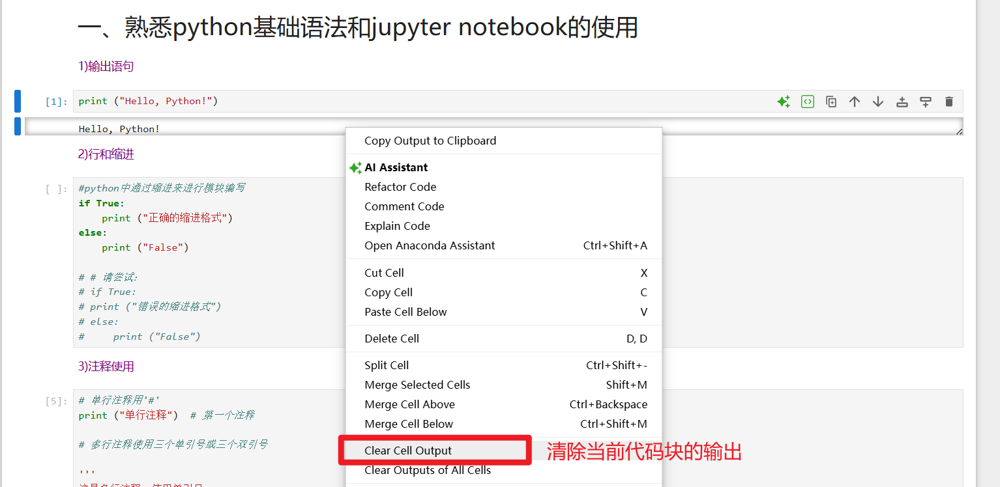 一、熟悉python基础语法和jupyter notebook的使用
1)输出语句
[1]: print ("Hello, Python!")
Hello, Python!
2)行和缩进
[ ]: #python中通过缩进来进行模块编写
if True:
    print ("正确的缩进格式")
else:
    print ("False")
# # 请尝试:
# if True:
# print ("错误的缩进格式")
# else:
#     print ("False")
3)注释使用
[5]: # 单行注释用'#'
print ("单行注释")  # 第一个注释
# 多行注释使用三个单引号或三个双引号
'''
Copy Output to Clipboard
AI Assistant
Refactor Code
Comment Code
Explain Code
Open Anaconda Assistant Ctrl+Shift+A
Cut Cell X
Copy Cell C
Paste Cell Below V
Delete Cell D, D
Split Cell Ctrl+Shift+-
Merge Selected Cells Shift+M
Merge Cell Above Ctrl+Backspace
Merge Cell Below Ctrl+Shift+M
Clear Cell Output 清除当前代码块的输出
Clear Outputs of All Cells